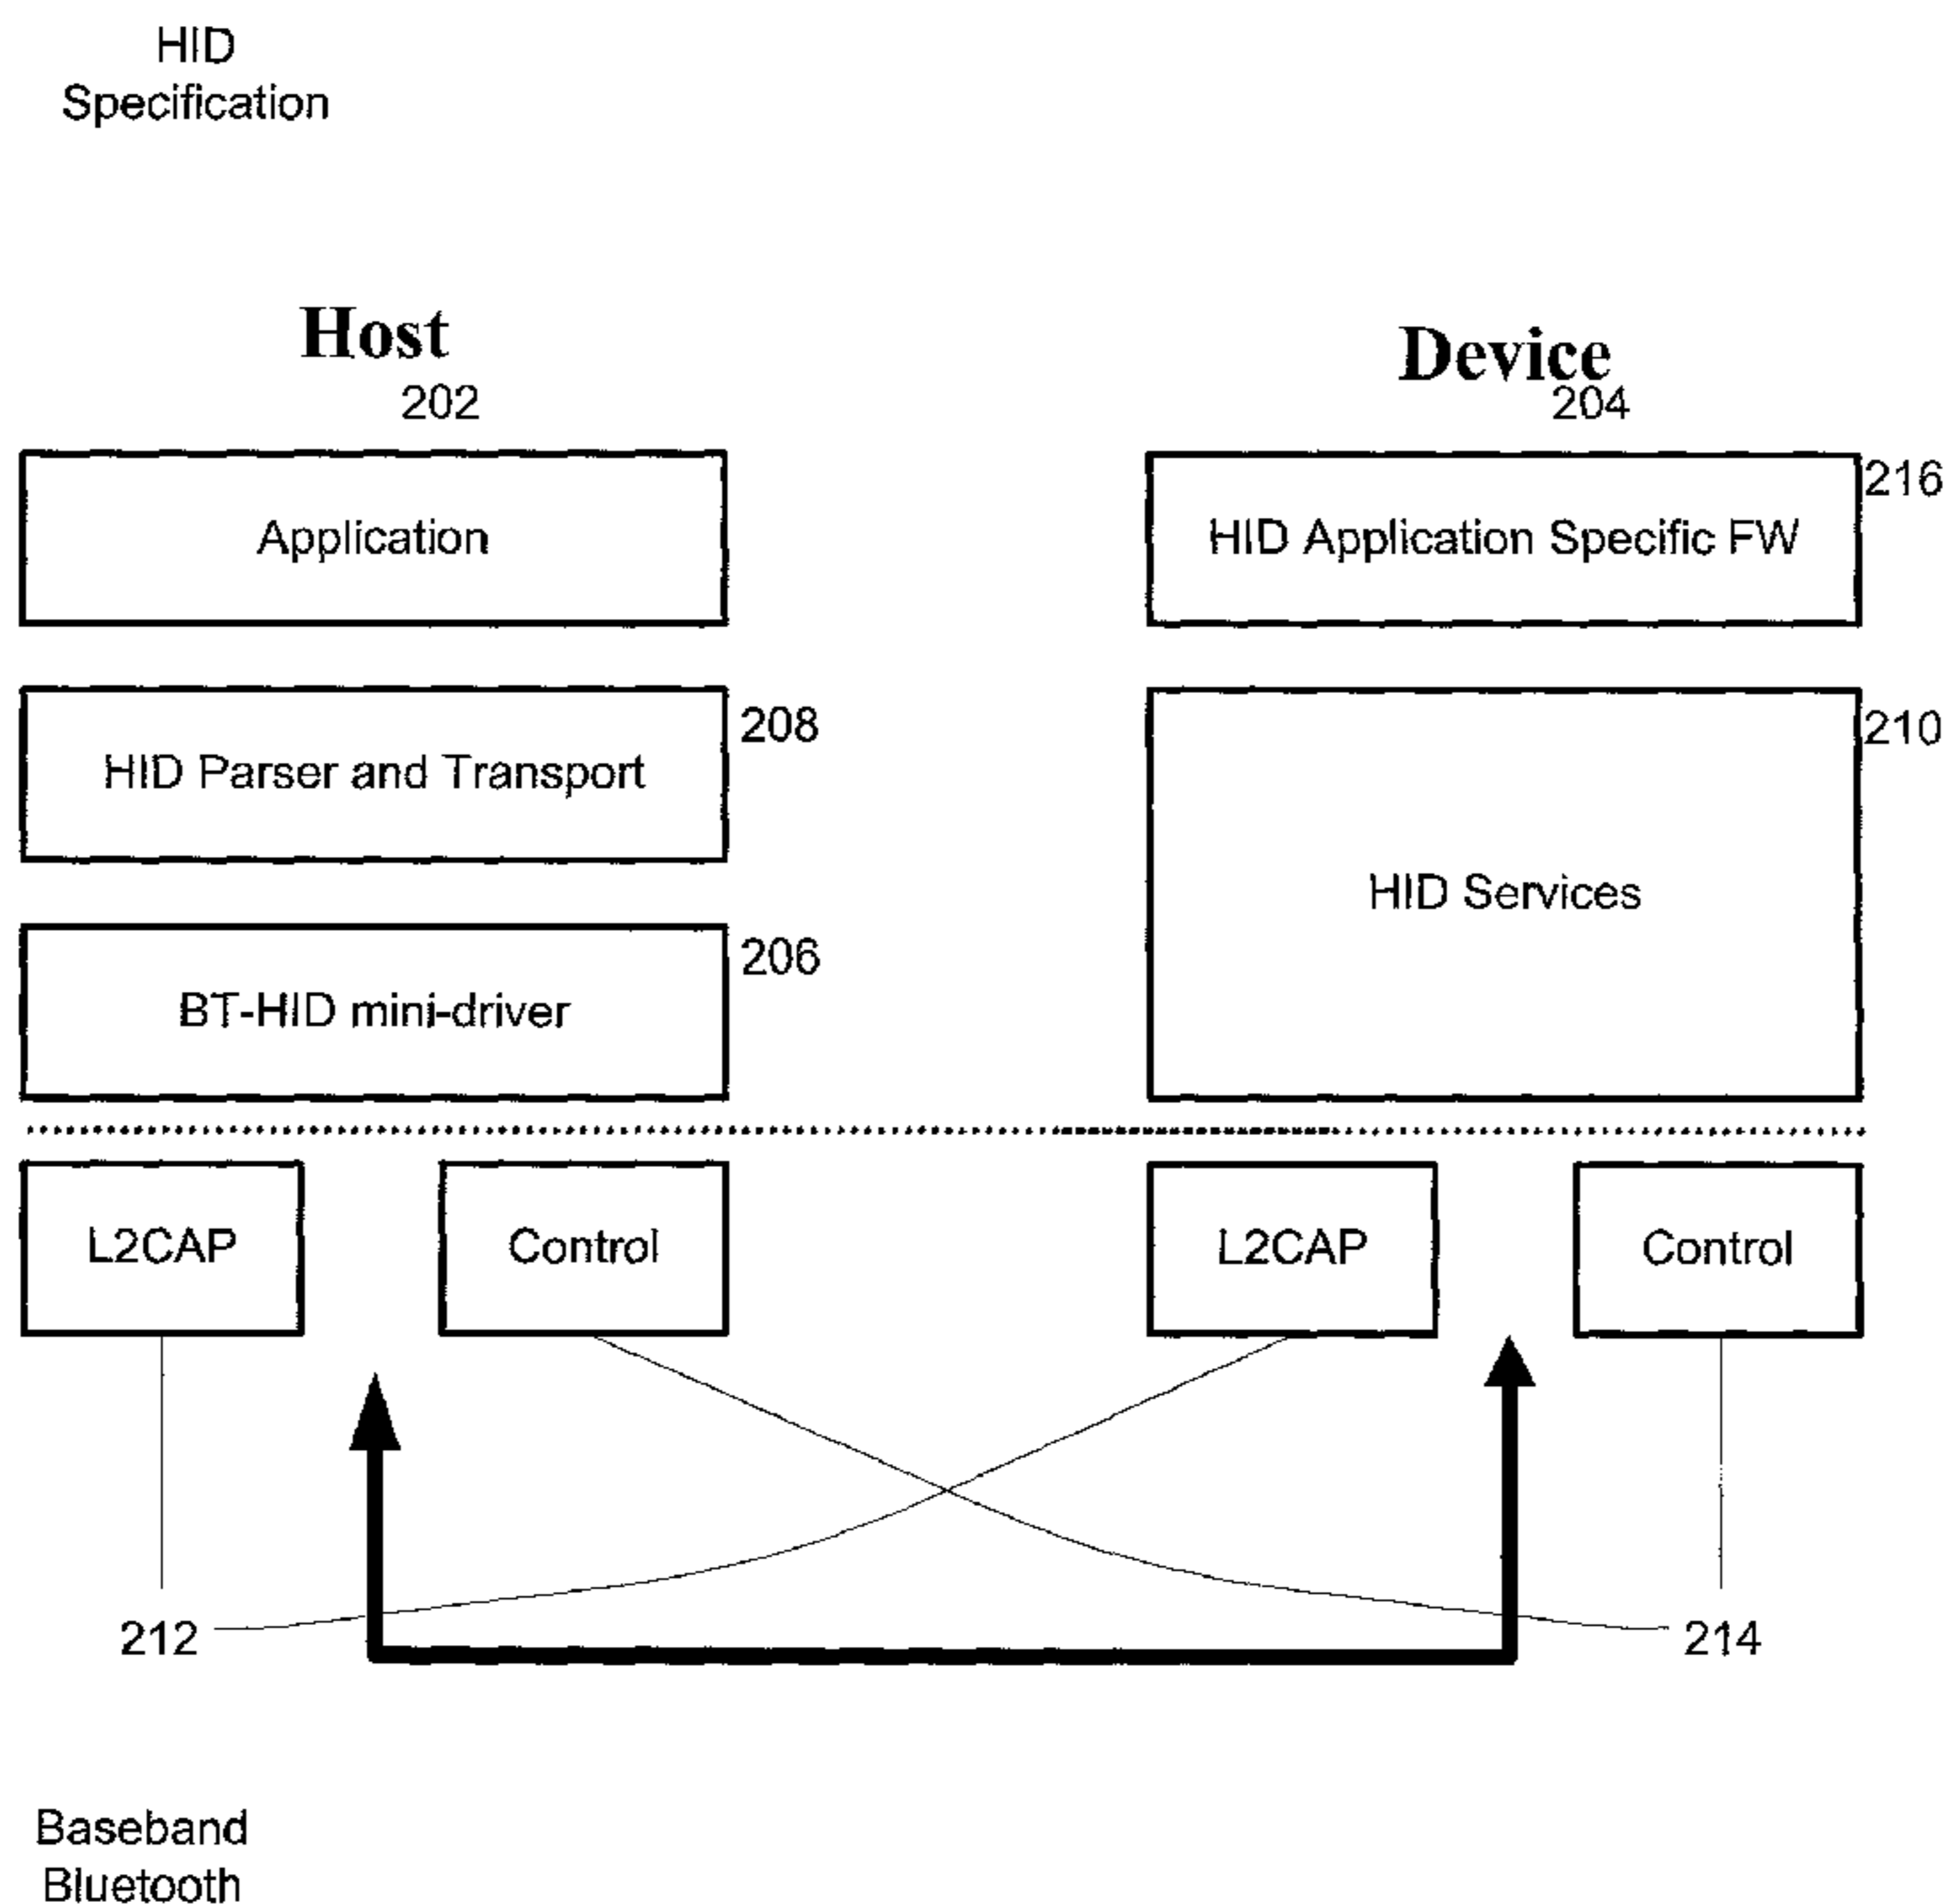 HID
Specification
Host
202
Device
204
Application
HID Application Specific FW
216
HID Parser and Transport
208
HID Services
210
BT-HID mini-driver
206
L2CAP
Control
L2CAP
Control
212
214
Baseband
Bluetooth